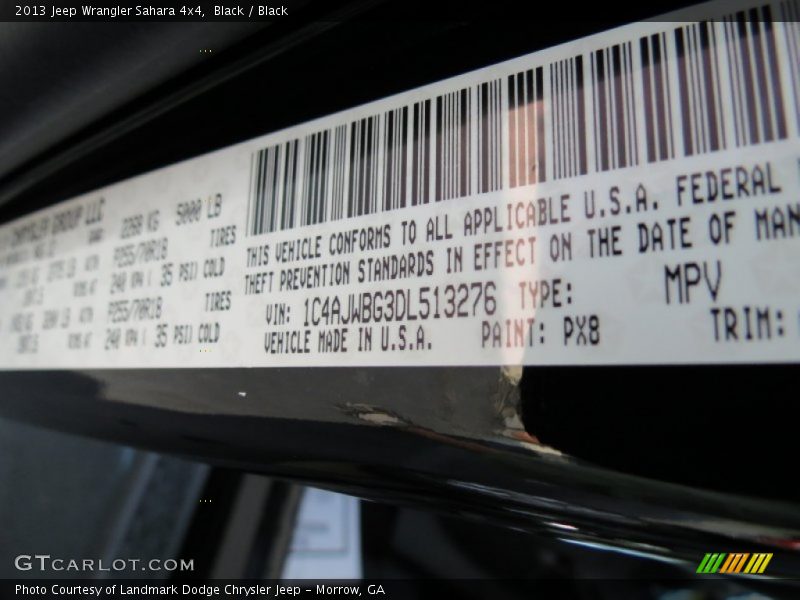 2013 Jeep Wrangler Sahara 4x4,  Black / Black
CHRYSLER GROUP LLC
2268 KG   5000 LB
P255/70R18   TIRES
240 KPA ( 35 PSI) COLD
P255/70R18   TIRES
240 KPA ( 35 PSI) COLD
THIS VEHICLE CONFORMS TO ALL APPLICABLE U.S.A. FEDERAL
THEFT PREVENTION STANDARDS IN EFFECT ON THE DATE OF MAN
VIN: 1C4AJWBG3DL513276   TYPE:   MPV
VEHICLE MADE IN U.S.A.   PAINT: PX8   TRIM:
GTCARLOT.COM
Photo Courtesy of Landmark Dodge Chrysler Jeep - Morrow, GA